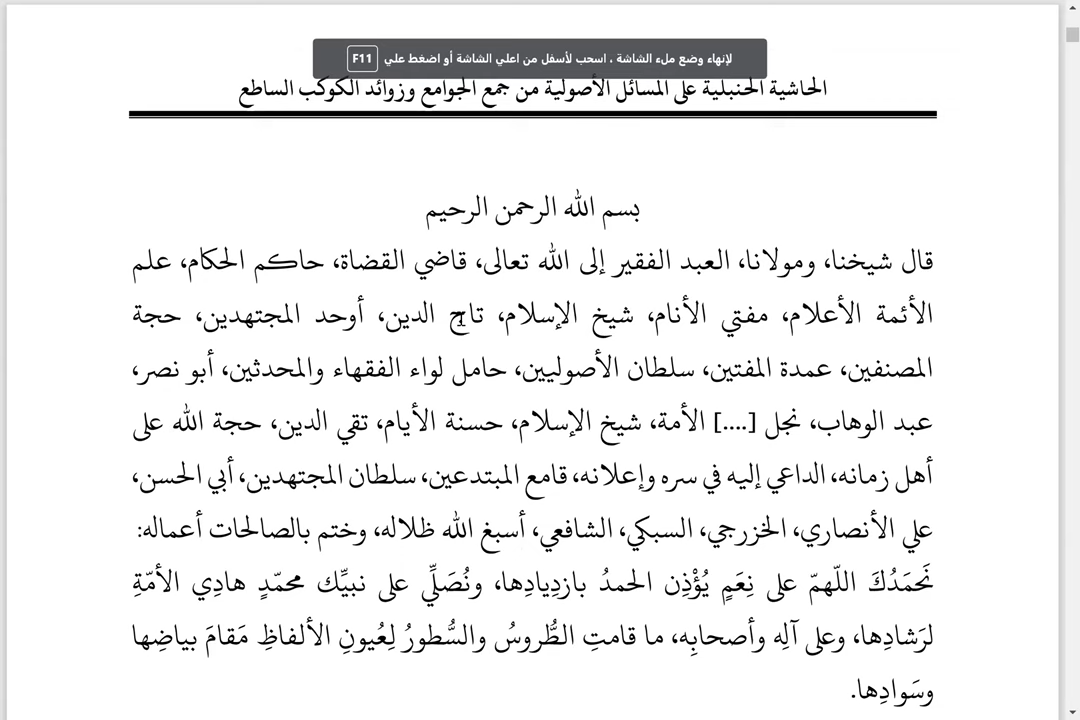 لإنهاء وضع ملء الشاشة ، اسحب لأسفل من اعلي الشاشة أو اضغط علي F11
الحاشية الحنبلية على المسائل الأصولية من جمع الجوامع وزوائد الكوكب الساطع
بسم الله الرحمن الرحيم
قال شيخنا، ومولانا، العبد الفقير إلى الله تعالى، قاضي القضاة، حاكم الحكام، علم
الأئمة الأعلام، مفتي الأنام، شيخ الإسلام، تاج الدين، أوحد المجتهدين، حجة
المصنفين، عمدة المفتين، سلطان الأصوليين، حامل لواء الفقهاء والمحدثين، أبو نصر،
عبد الوهاب، نجل [....] الأمة، شيخ الإسلام، حسنة الأيام، تقي الدين، حجة الله على
أهل زمانه، الداعي إليه في سره وإعلانه، قامع المبتدعين، سلطان المجتهدين، أبي الحسن،
علي الأنصاري، الخزرجي، السبكي، الشافعي، أسبغ الله ظلاله، وختم بالصالحات أعماله:
نَحمَدُكَ اللّهمّ على نِعَمٍ يُؤْذِن الحمدُ بازدِيادِها، ونُصَلِّي على نبيِّك محمّدٍ هادِي الأمّةِ
لرَشادِها، وعلى آلِه وأصحابِه، ما قامتِ الطُّروسُ والسُّطورُ لِعُيونِ الألفاظِ مَقامَ بياضِها
وسَوادِها.